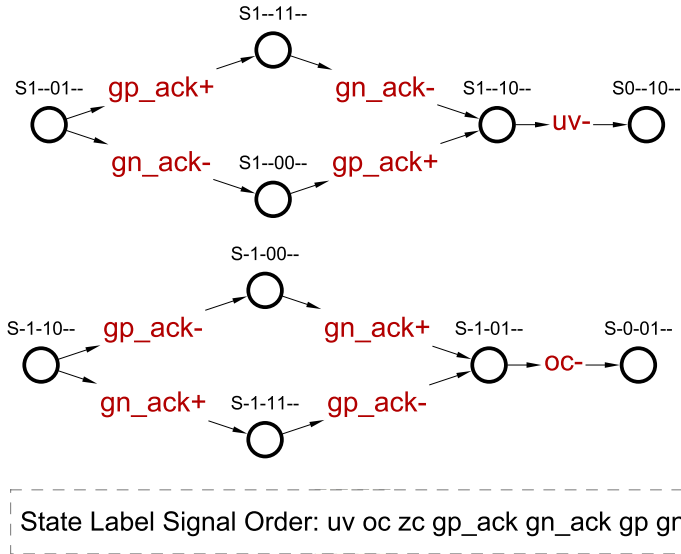 S1--11--
S1--01--
gp_ack+
gn_ack-
S1--10--
S0--10--
uv-
gn_ack-
S1--00--
gp_ack+
S-1-00--
S-1-10--
gp_ack-
gn_ack+
S-1-01--
S-0-01--
oc-
gn_ack+
S-1-11--
gp_ack-
State Label Signal Order: uv oc zc gp_ack gn_ack gp gn